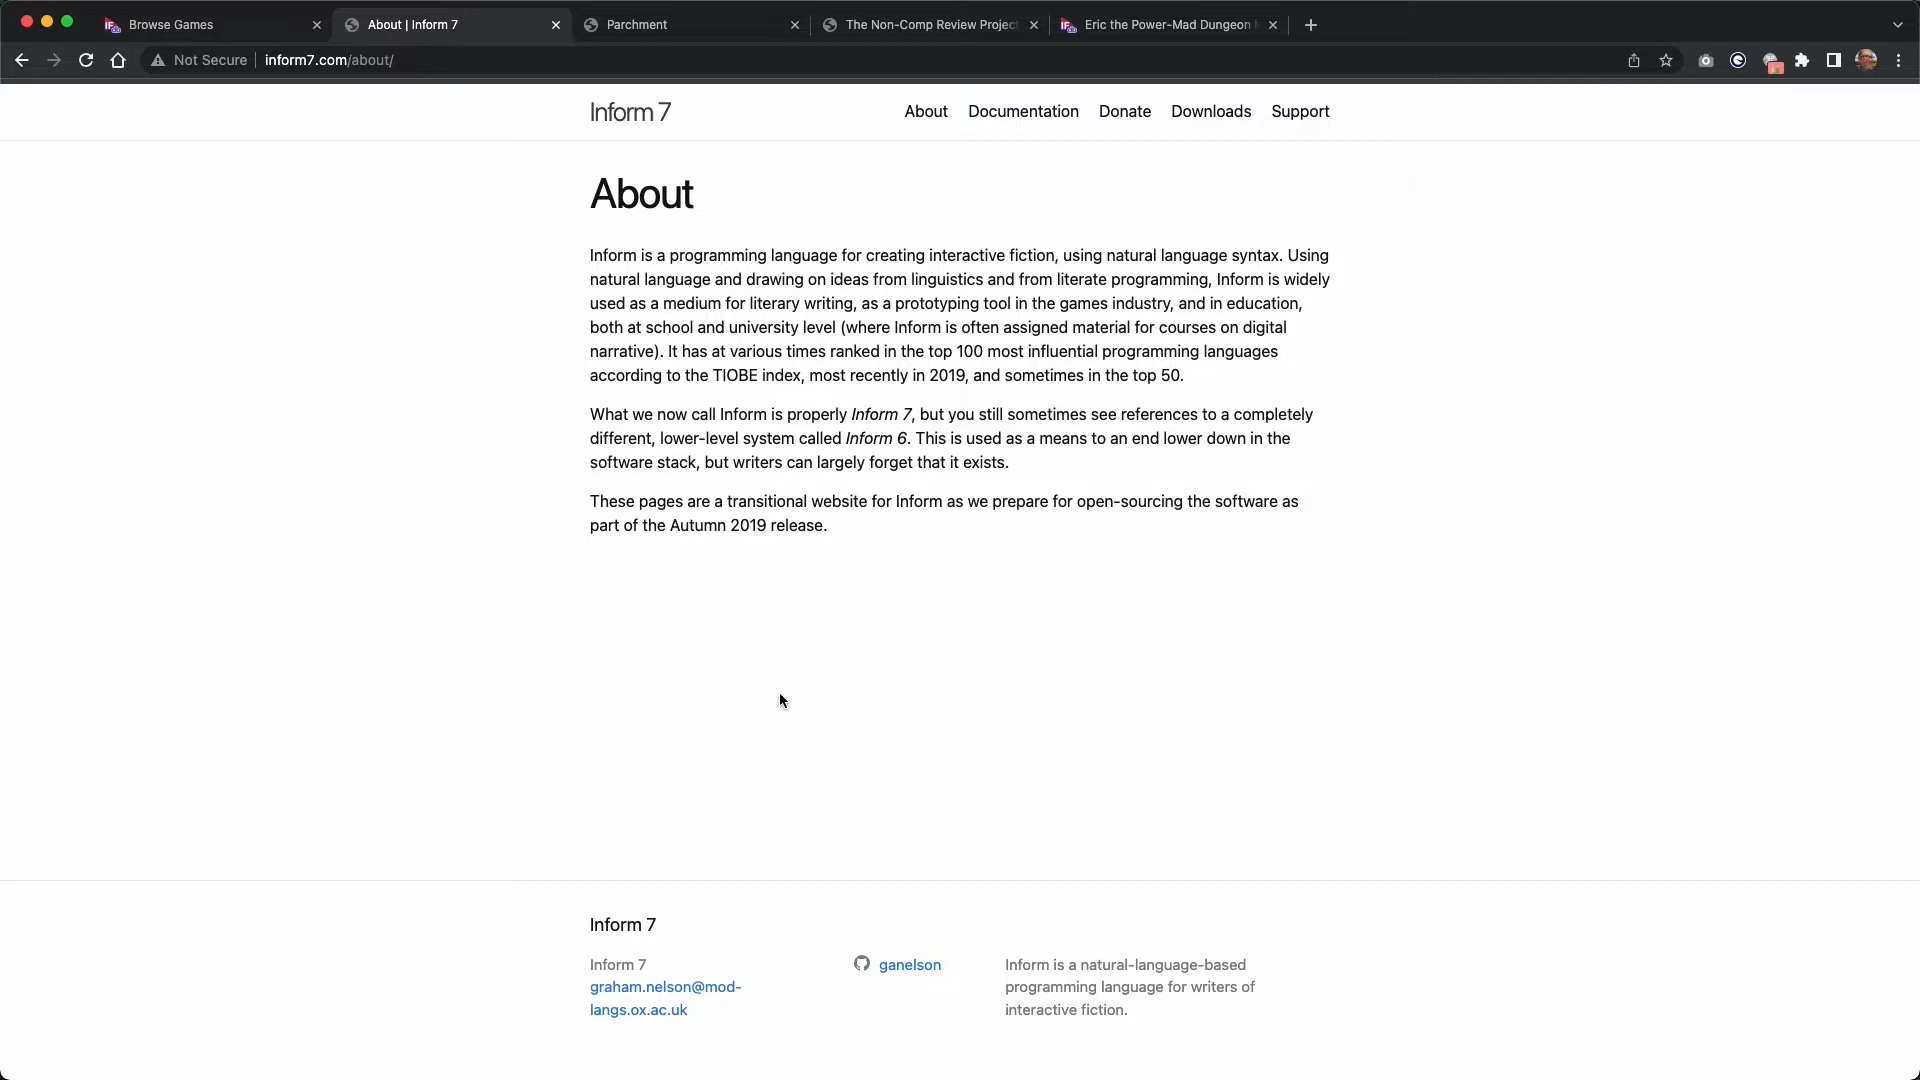 Browse Games
About | Inform 7
Parchment
The Non-Comp Review Project
Eric the Power-Mad Dungeon
Not Secure
inform7.com/about/
Inform 7
About Documentation Donate Downloads Support
About
Inform is a programming language for creating interactive fiction, using natural language syntax. Using
natural language and drawing on ideas from linguistics and from literate programming, Inform is widely
used as a medium for literary writing, as a prototyping tool in the games industry, and in education,
both at school and university level (where Inform is often assigned material for courses on digital
narrative). It has at various times ranked in the top 100 most influential programming languages
according to the TIOBE index, most recently in 2019, and sometimes in the top 50.
What we now call Inform is properly Inform 7, but you still sometimes see references to a completely
different, lower-level system called Inform 6. This is used as a means to an end lower down in the
software stack, but writers can largely forget that it exists.
These pages are a transitional website for Inform as we prepare for open-sourcing the software as
part of the Autumn 2019 release.
Inform 7
Inform 7
graham.nelson@mod-
langs.ox.ac.uk
ganelson
Inform is a natural-language-based
programming language for writers of
interactive fiction.